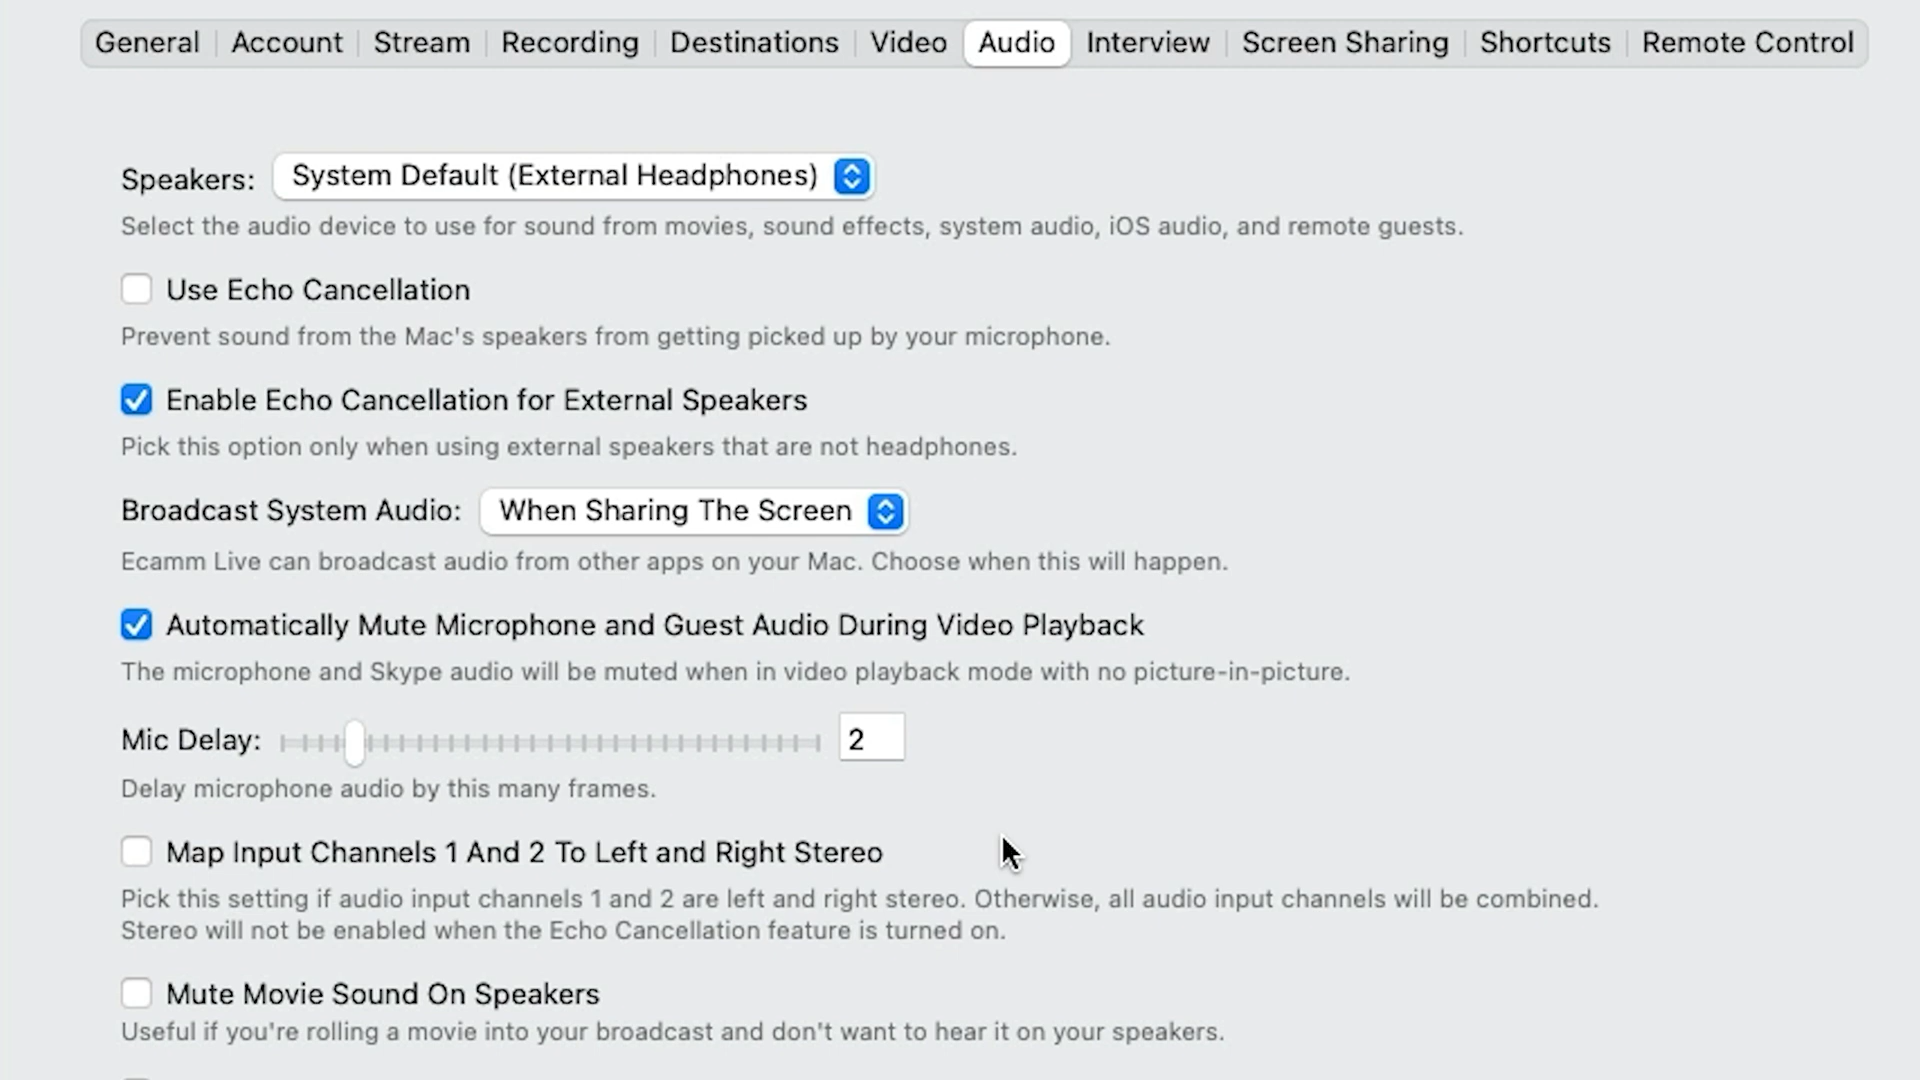 General
Account
Stream
Recording
Destinations
Video
Audio
Interview
Screen Sharing
Shortcuts
Remote Control
Speakers: System Default (External Headphones)
Select the audio device to use for sound from movies, sound effects, system audio, iOS audio, and remote guests.
Use Echo Cancellation
Prevent sound from the Mac's speakers from getting picked up by your microphone.
Enable Echo Cancellation for External Speakers
Pick this option only when using external speakers that are not headphones.
Broadcast System Audio: When Sharing The Screen
Ecamm Live can broadcast audio from other apps on your Mac. Choose when this will happen.
Automatically Mute Microphone and Guest Audio During Video Playback
The microphone and Skype audio will be muted when in video playback mode with no picture-in-picture.
Mic Delay: 2
Delay microphone audio by this many frames.
Map Input Channels 1 And 2 To Left and Right Stereo
Pick this setting if audio input channels 1 and 2 are left and right stereo. Otherwise, all audio input channels will be combined.
Stereo will not be enabled when the Echo Cancellation feature is turned on.
Mute Movie Sound On Speakers
Useful if you're rolling a movie into your broadcast and don't want to hear it on your speakers.